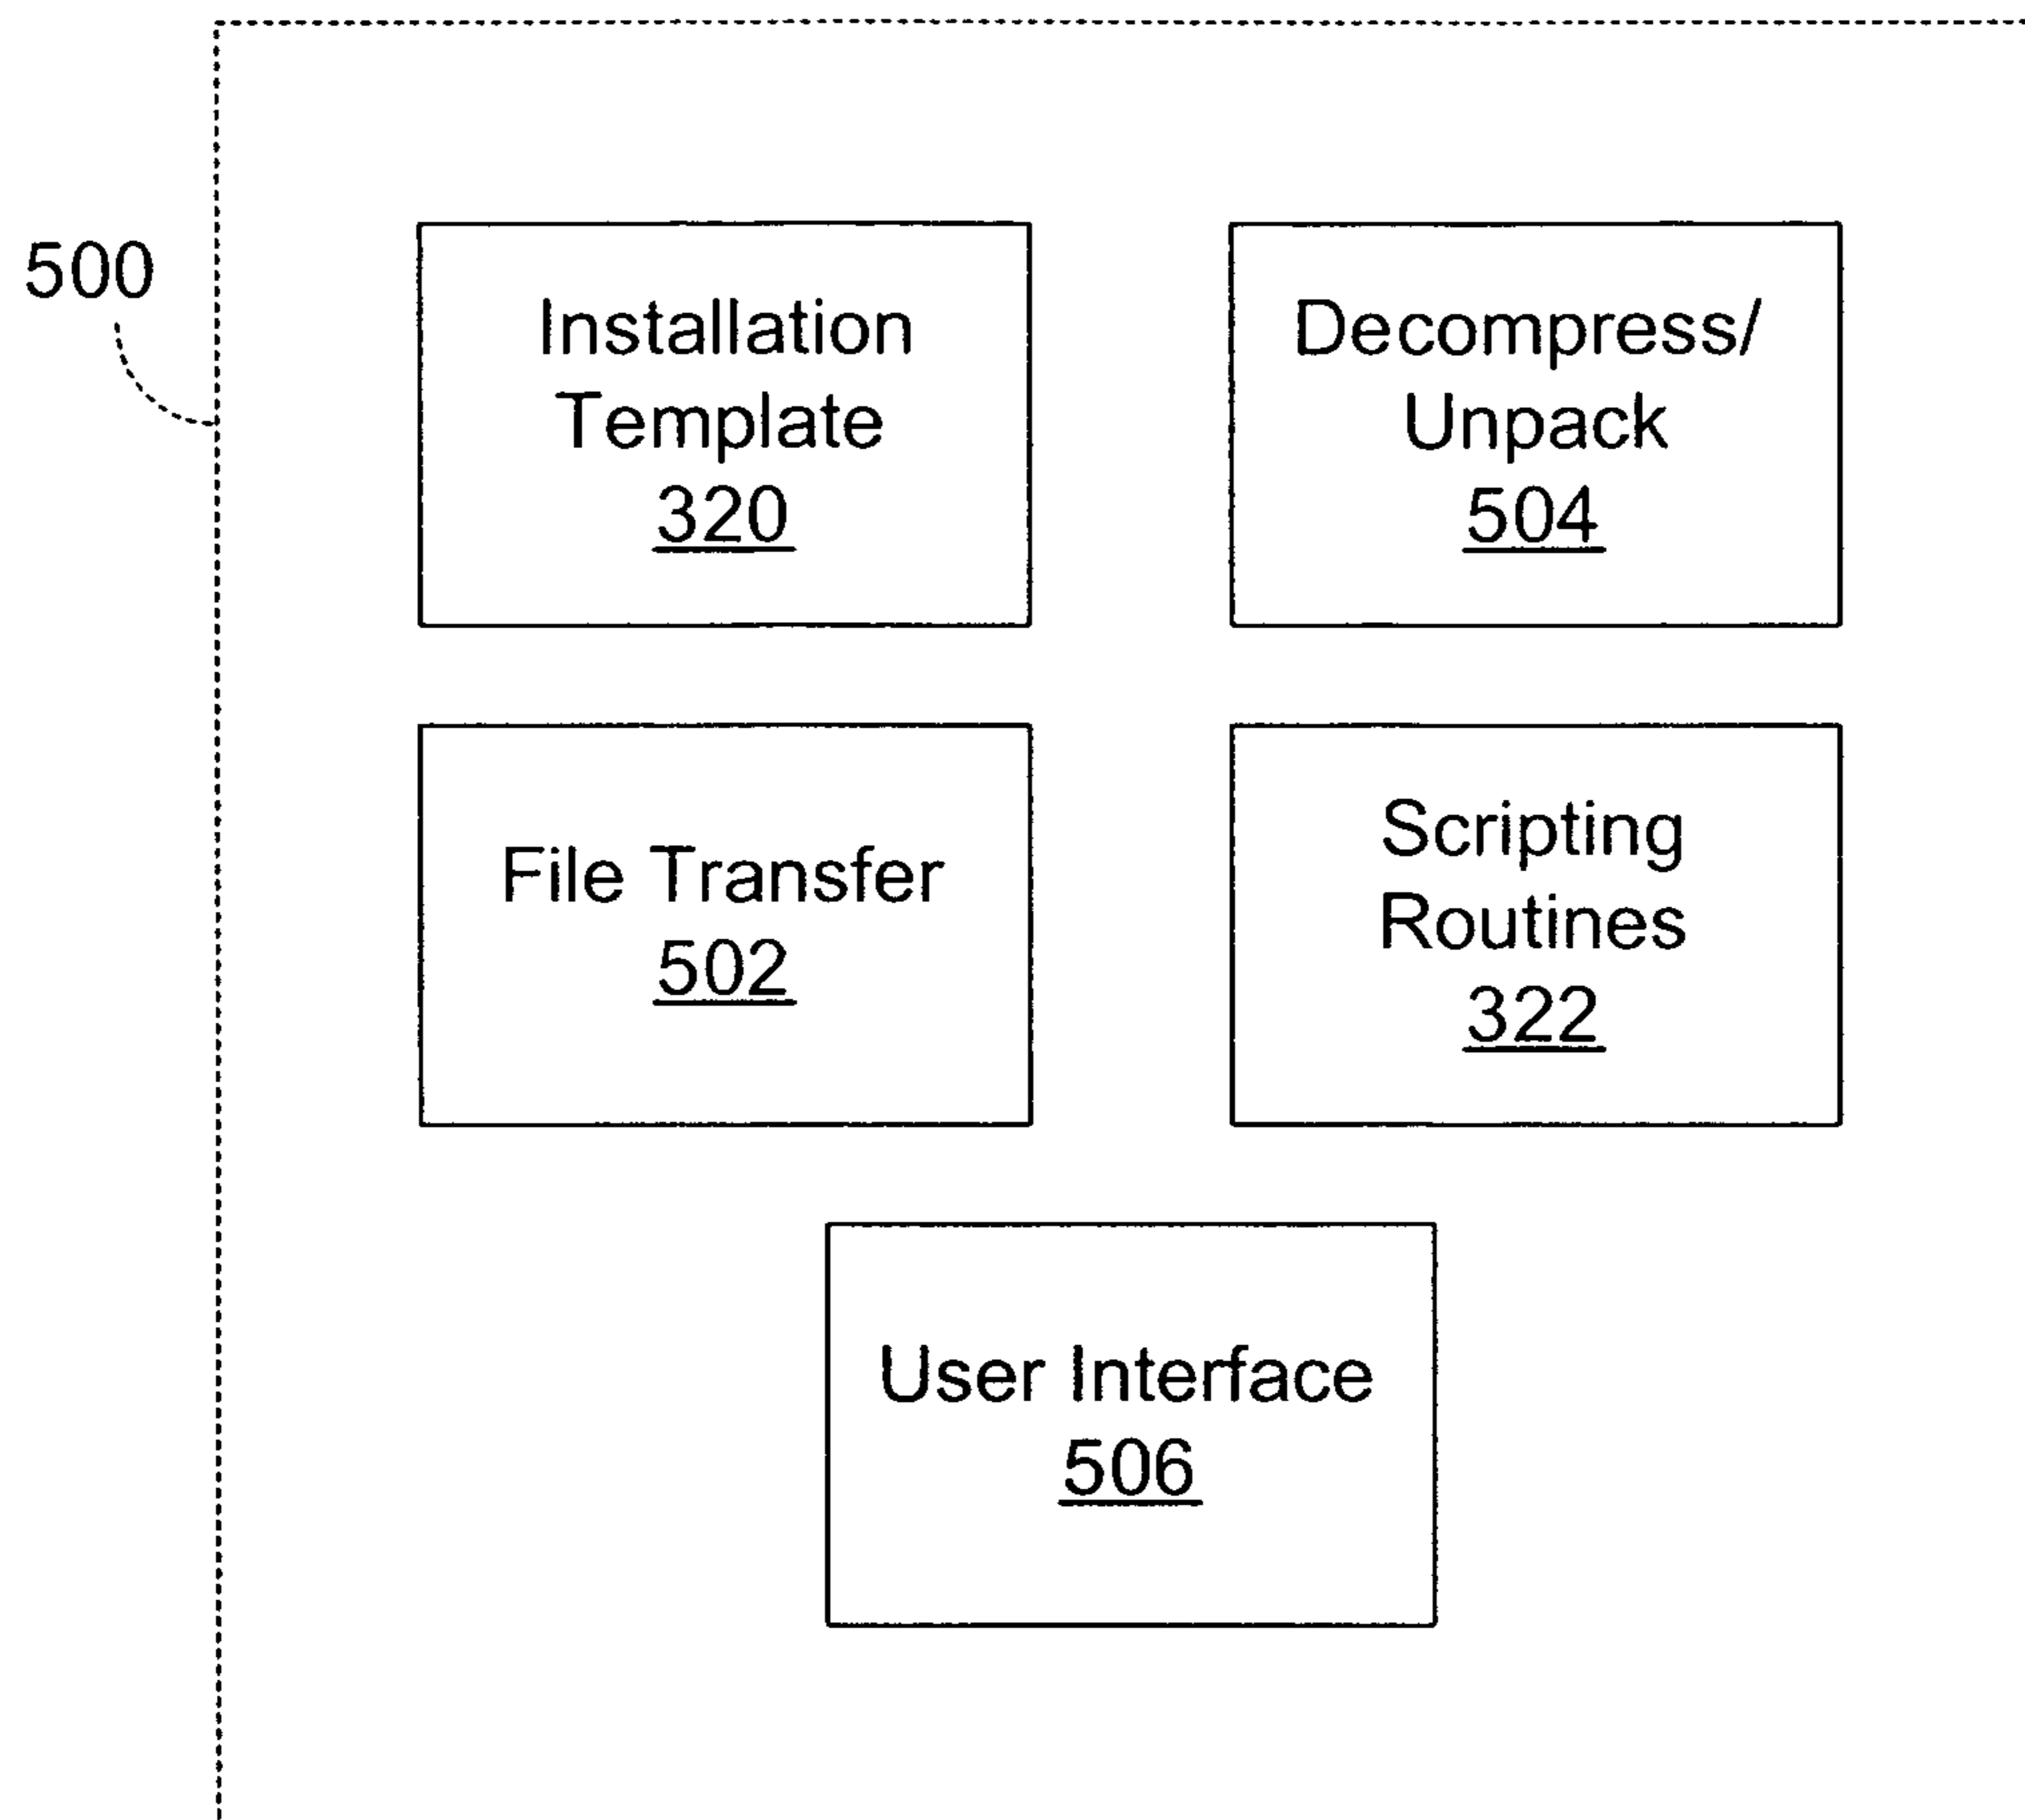 500
Installation
Template
320
Decompress/
Unpack
504
File Transfer
502
Scripting
Routines
322
User Interface
506